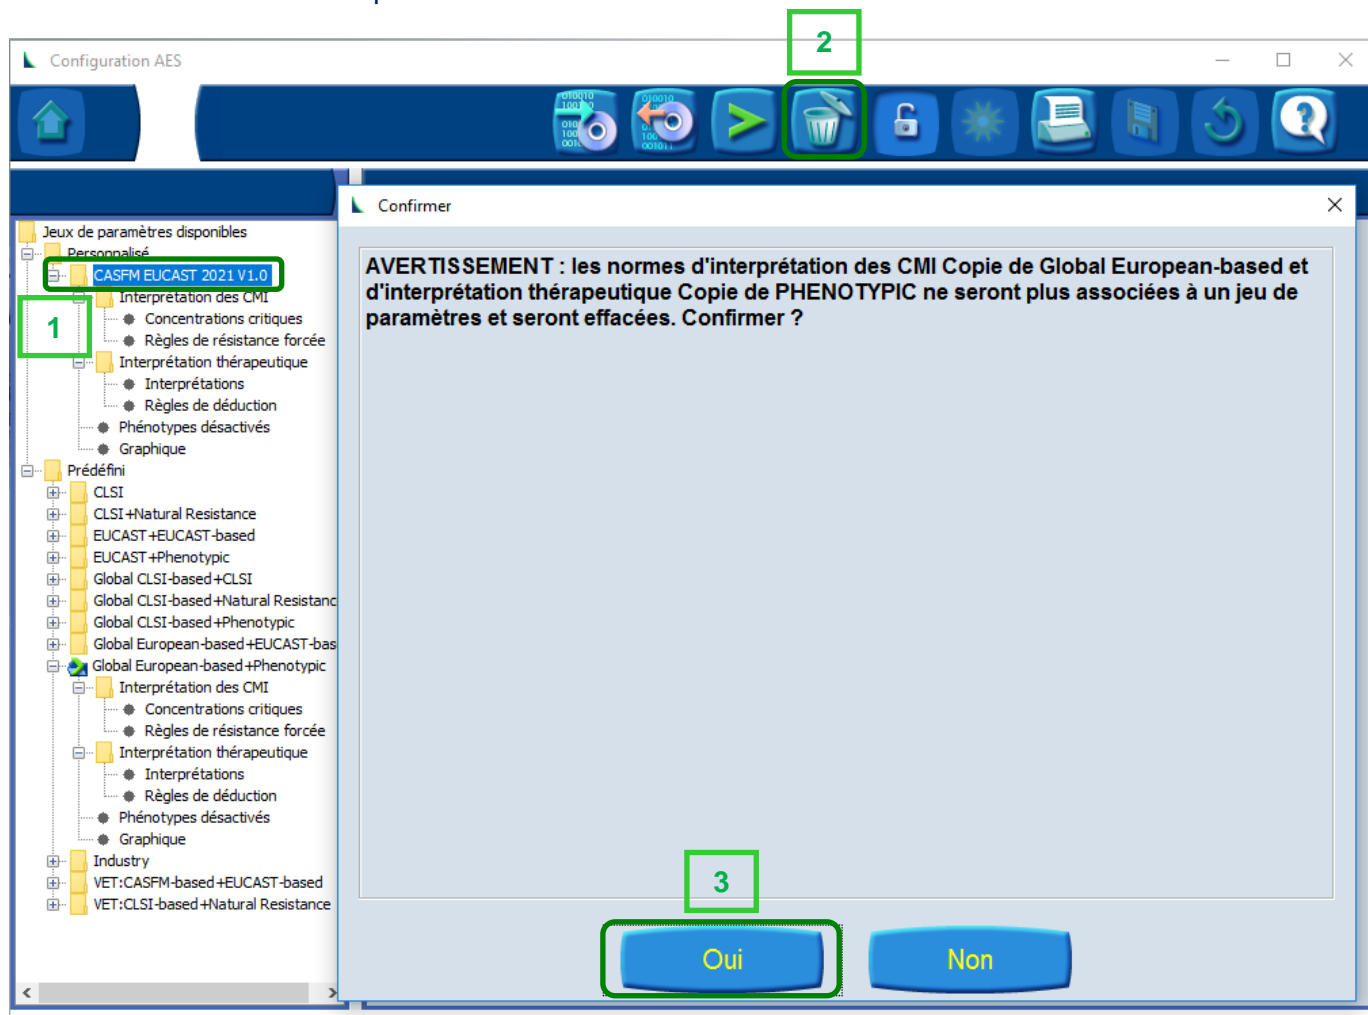 2
Configuration AES
Confirmer
Jeux de paramètres disponibles
Personnalisé
CASFM EUCAST 2021 V1.0
1
Interprétation des CMI
Concentrations critiques
Règles de résistance forcée
Interprétation thérapeutique
Interprétations
Règles de déduction
Phénotypes désactivés
Graphique
Prédéfini
CLSI
CLSI+Natural Resistance
EUCAST+EUCAST-based
EUCAST+Phenotypic
Global CLSI-based+CLSI
Global CLSI-based+Natural Resistanc
Global CLSI-based+Phenotypic
Global European-based+EUCAST-bas
Global European-based+Phenotypic
Interprétation des CMI
Concentrations critiques
Règles de résistance forcée
Interprétation thérapeutique
Interprétations
Règles de déduction
Phénotypes désactivés
Graphique
Industry
VET:CASFM-based+EUCAST-based
VET:CLSI-based+Natural Resistance
AVERTISSEMENT : les normes d'interprétation des CMI Copie de Global European-based et
d'interprétation thérapeutique Copie de PHENOTYPIC ne seront plus associées à un jeu de
paramètres et seront effacées. Confirmer ?
3
Oui
Non